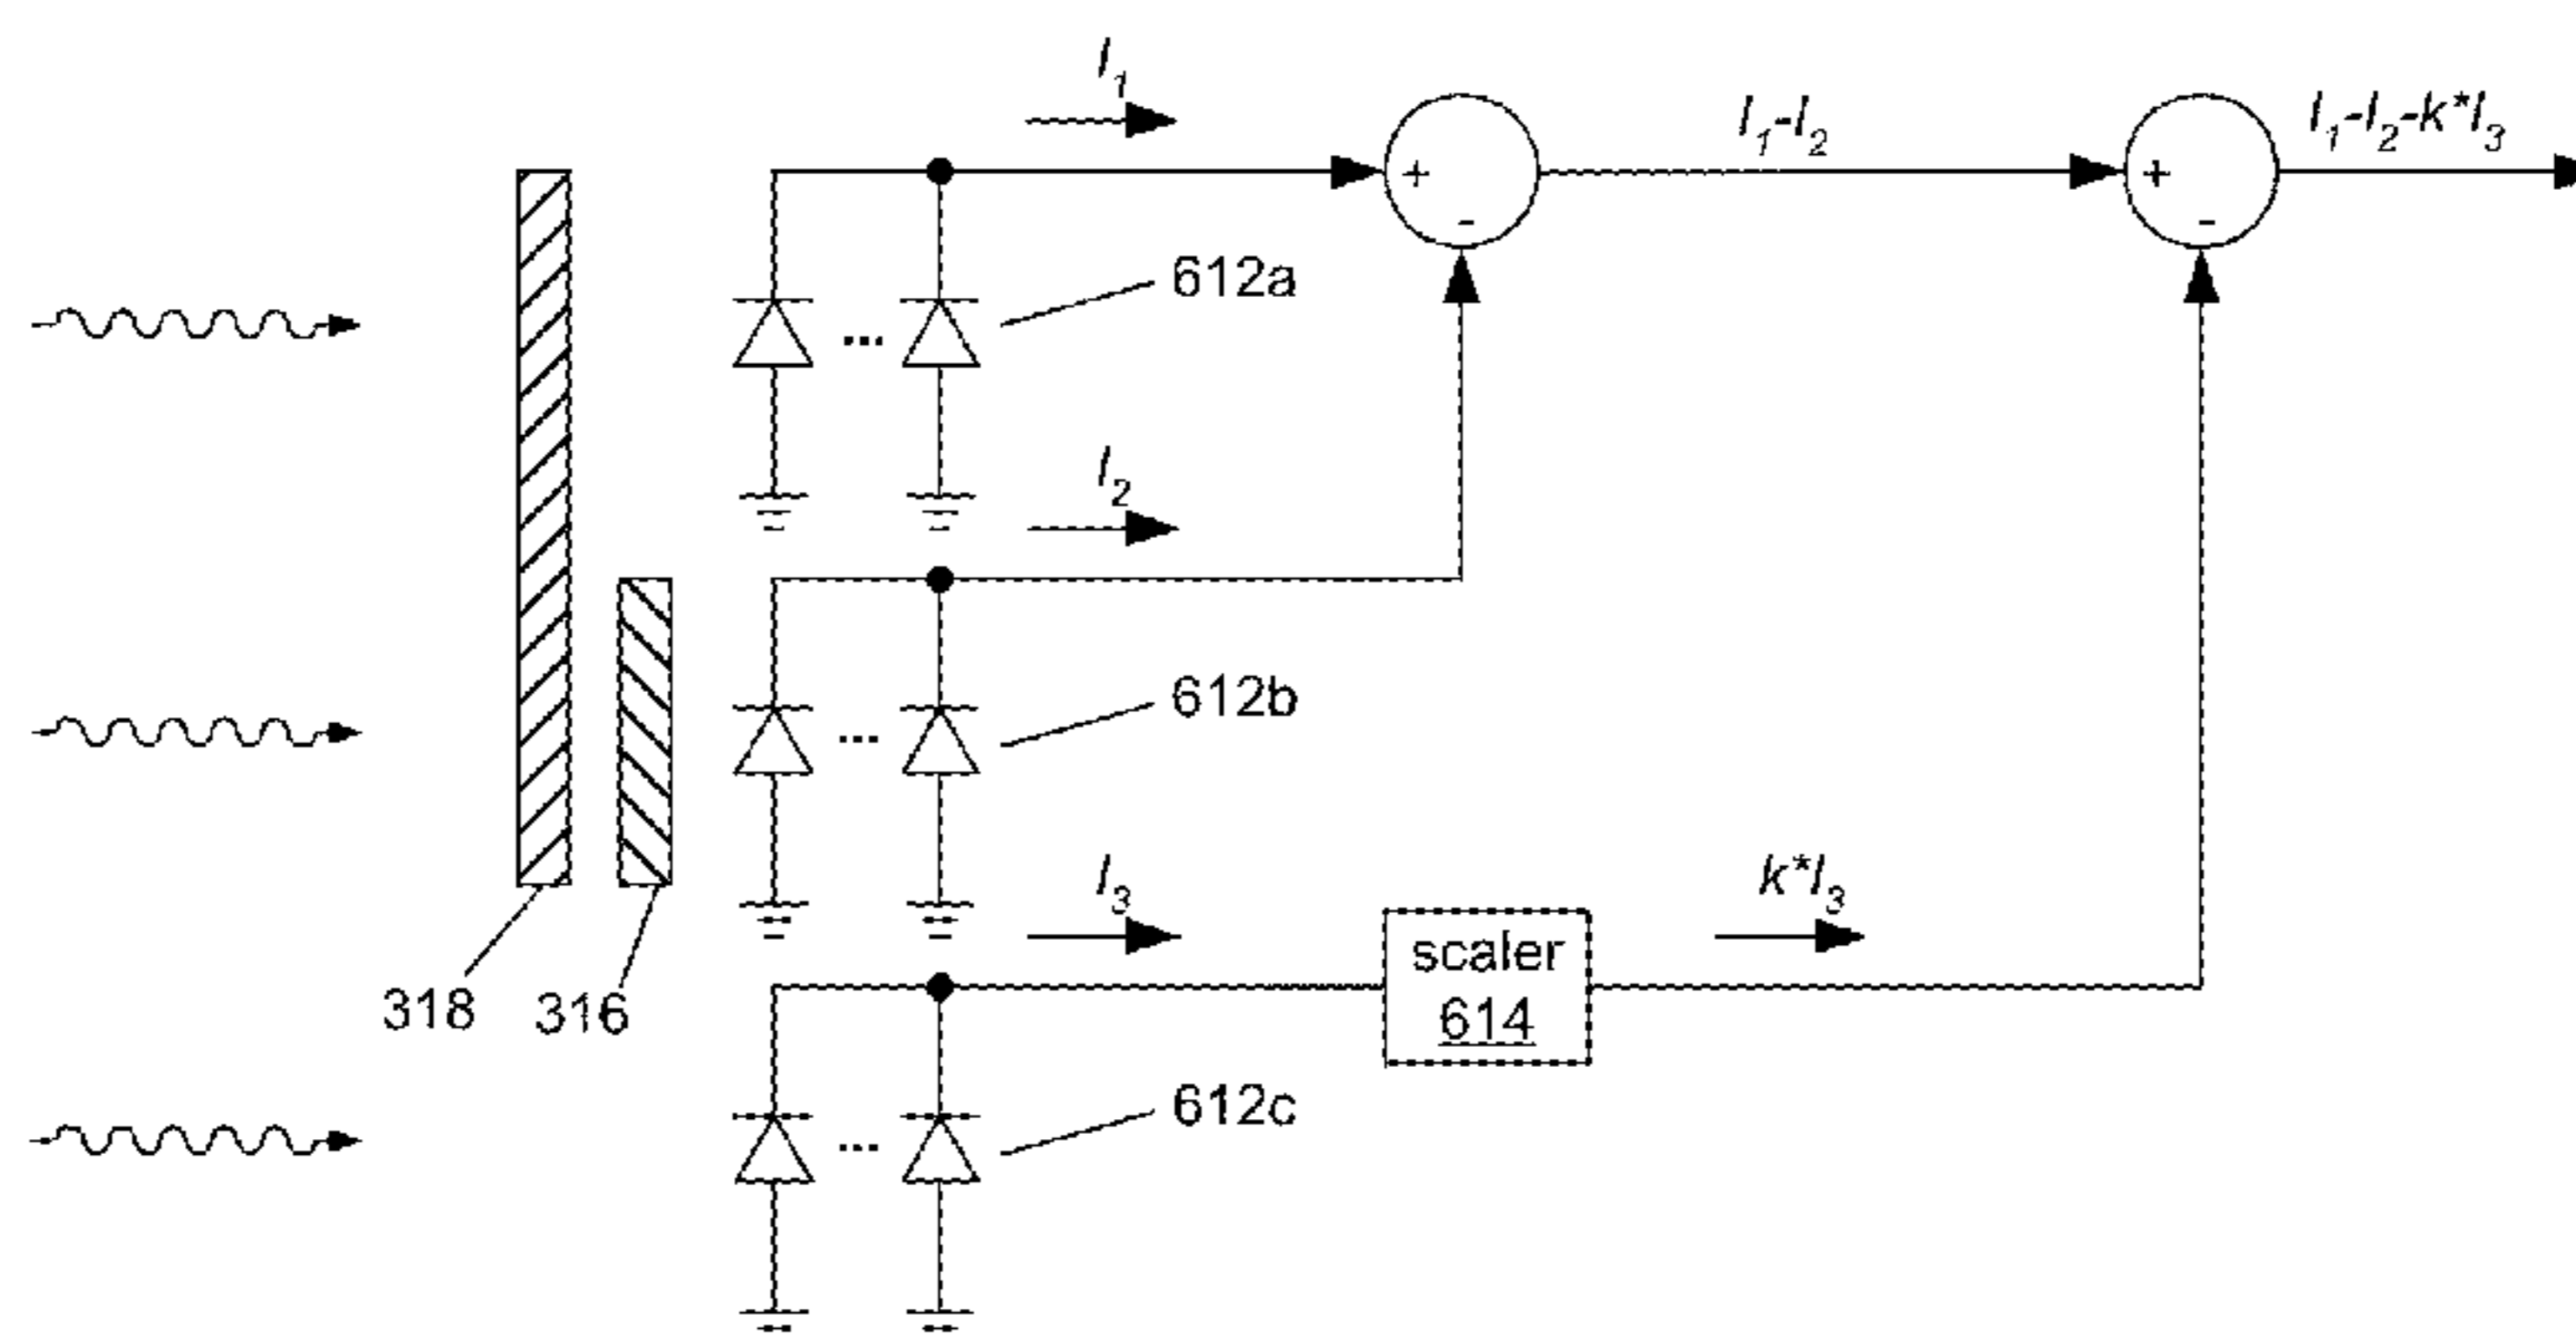 I₁
I₁-I₂
I₁-I₂-k*I₃
+
-
+
-
612a
...
I₂
612b
...
I₃
k*I₃
scaler
614
318
316
612c
...